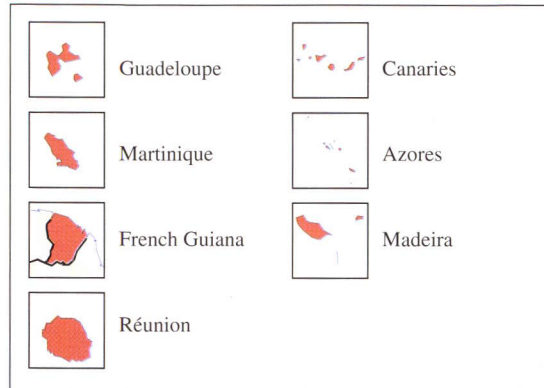 Guadeloupe
Martinique
French Guiana
Réunion
Canaries
Azores
Madeira